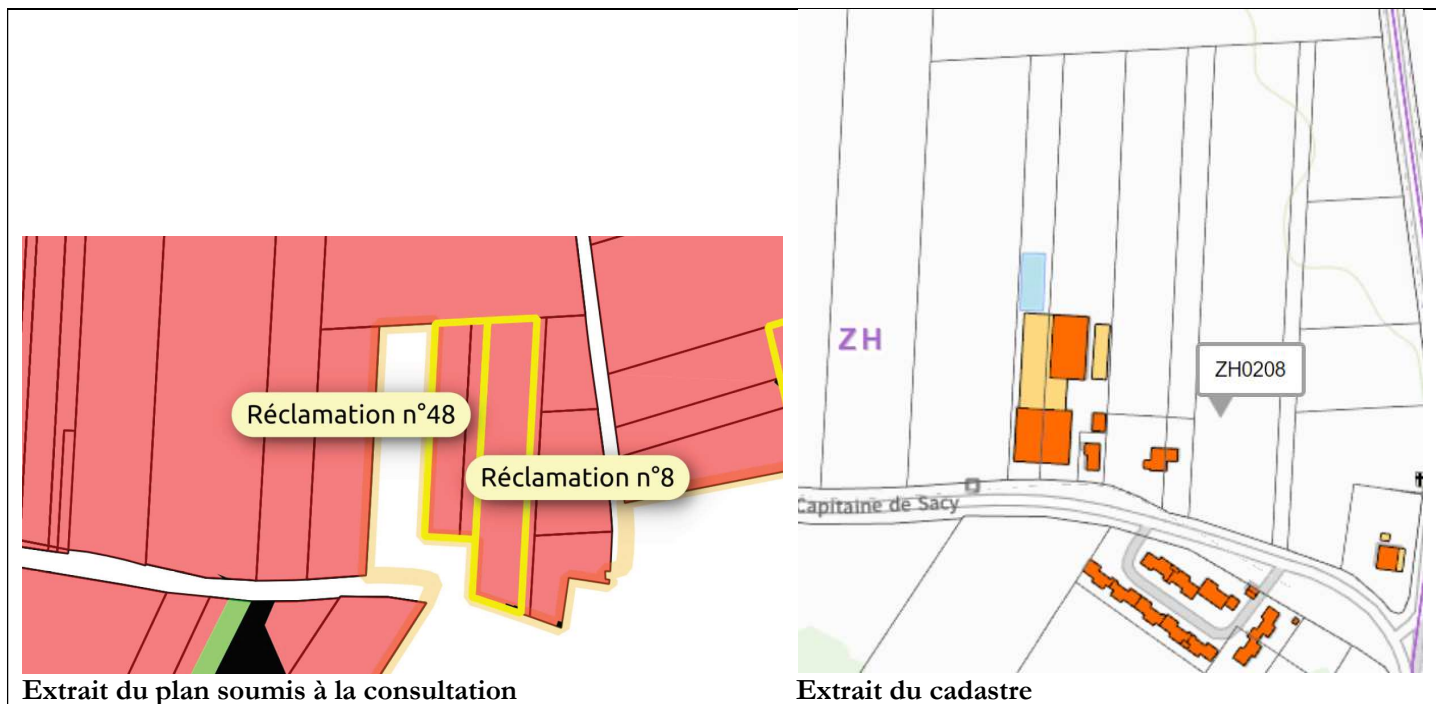 Réclamation n°48
Réclamation n°8
Extrait du plan soumis à la consultation
ZH
ZH0208
Capitaine de Sacy
Extrait du cadastre